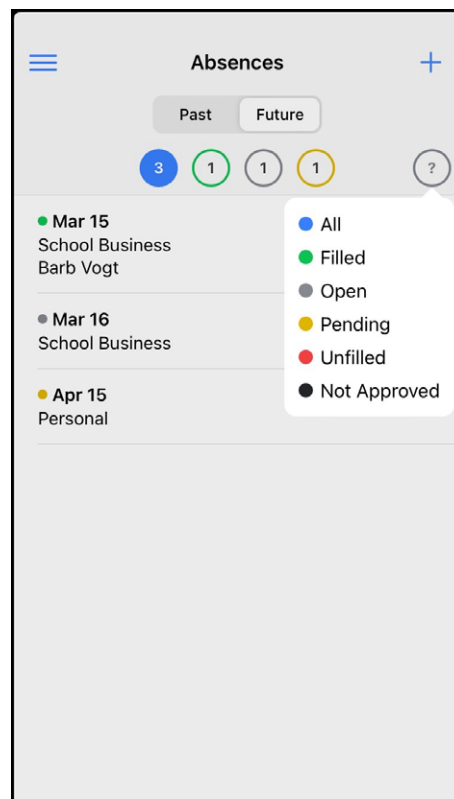 Absences
Past Future
3 1 1 1 ?
Mar 15
School Business
Barb Vogt
Mar 16
School Business
Apr 15
Personal
All
Filled
Open
Pending
Unfilled
Not Approved